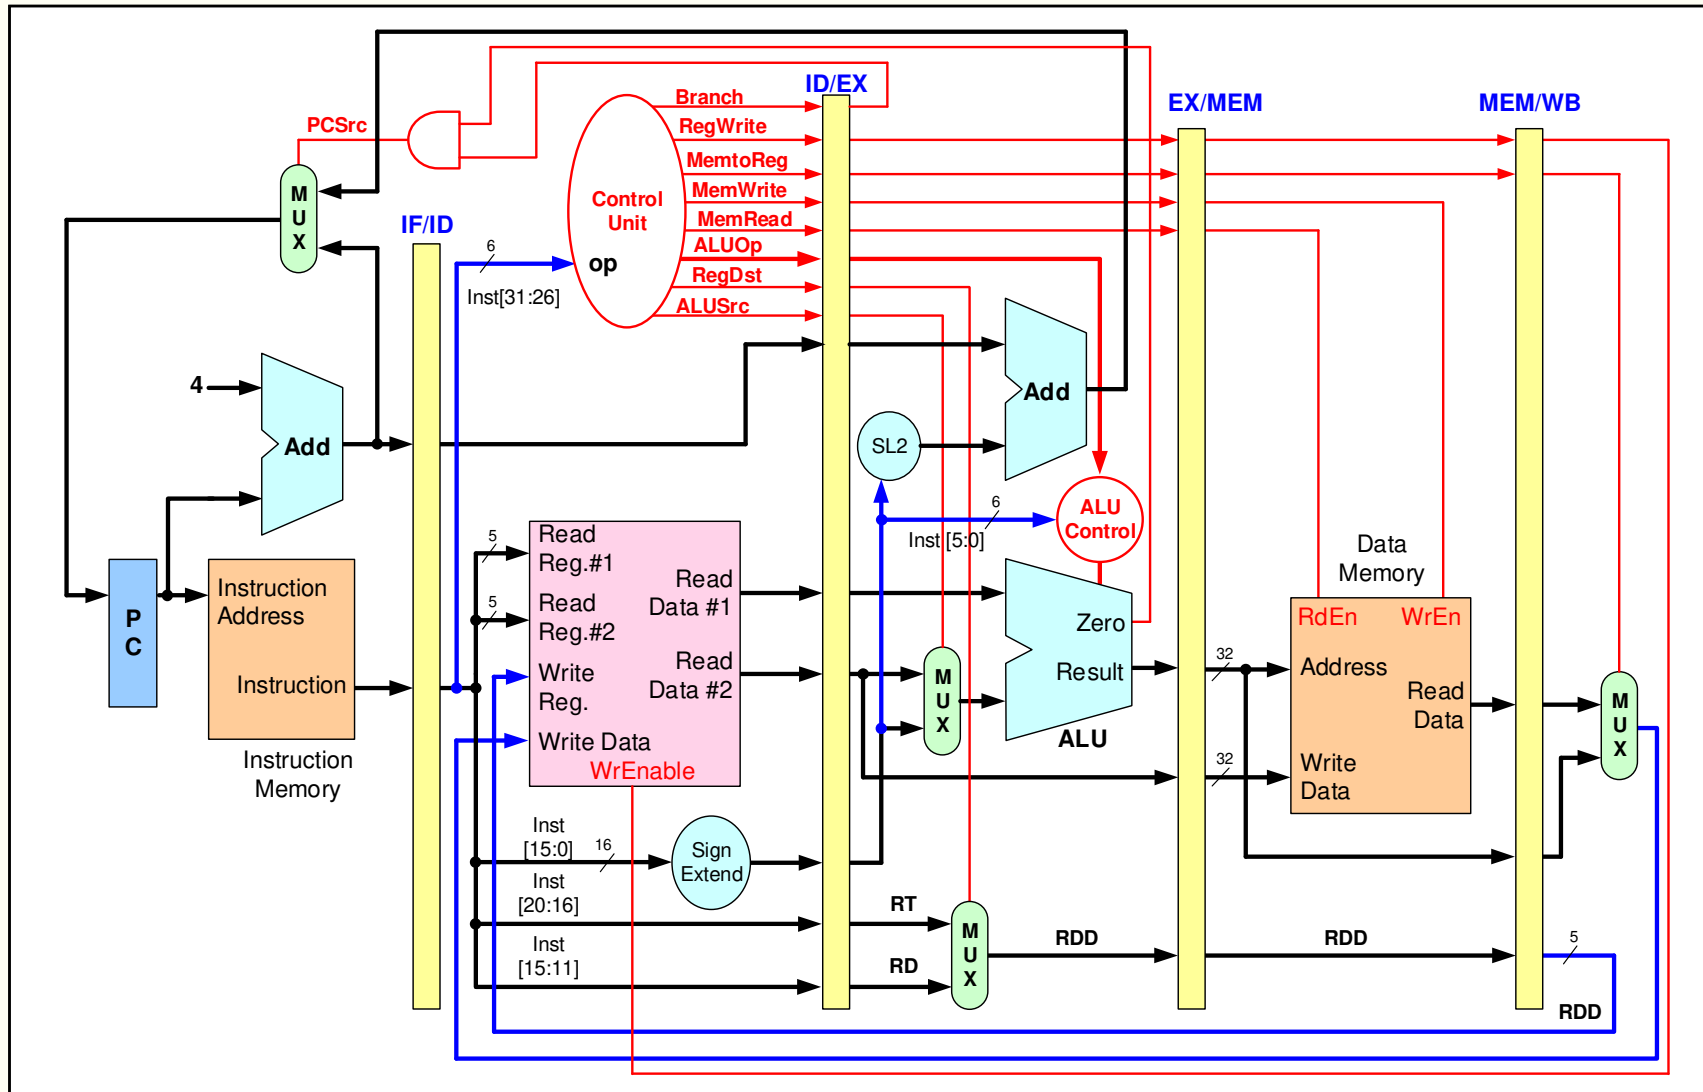 ID/EX
EX/MEM
MEM/WB
IF/ID
PCSrc
Branch
RegWrite
MemtoReg
MemWrite
MemRead
ALUOp
RegDst
ALUSrc
Control
Unit
op
6
Inst[31:26]
M
U
X
4
Add
Add
SL2
ALU
Control
6
Inst [5:0]
P
C
Instruction
Address
Instruction
Instruction
Memory
5
5
Read
Reg.#1
Read
Reg.#2
Write
Reg.
Write Data
WrEnable
Read
Data #1
Read
Data #2
M
U
X
Zero
Result
ALU
Data
Memory
RdEn
WrEn
Address
Read
Data
Write
Data
32
32
M
U
X
Inst
[15:0]
16
Sign
Extend
Inst
[20:16]
Inst
[15:11]
RT
RD
M
U
X
RDD
RDD
5
RDD